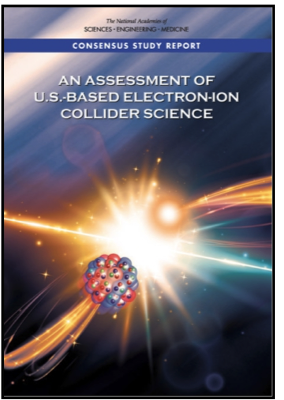 The National Academies of
SCIENCES • ENGINEERING • MEDICINE
CONSENSUS STUDY REPORT
AN ASSESSMENT OF
U.S.-BASED ELECTRON-ION
COLLIDER SCIENCE